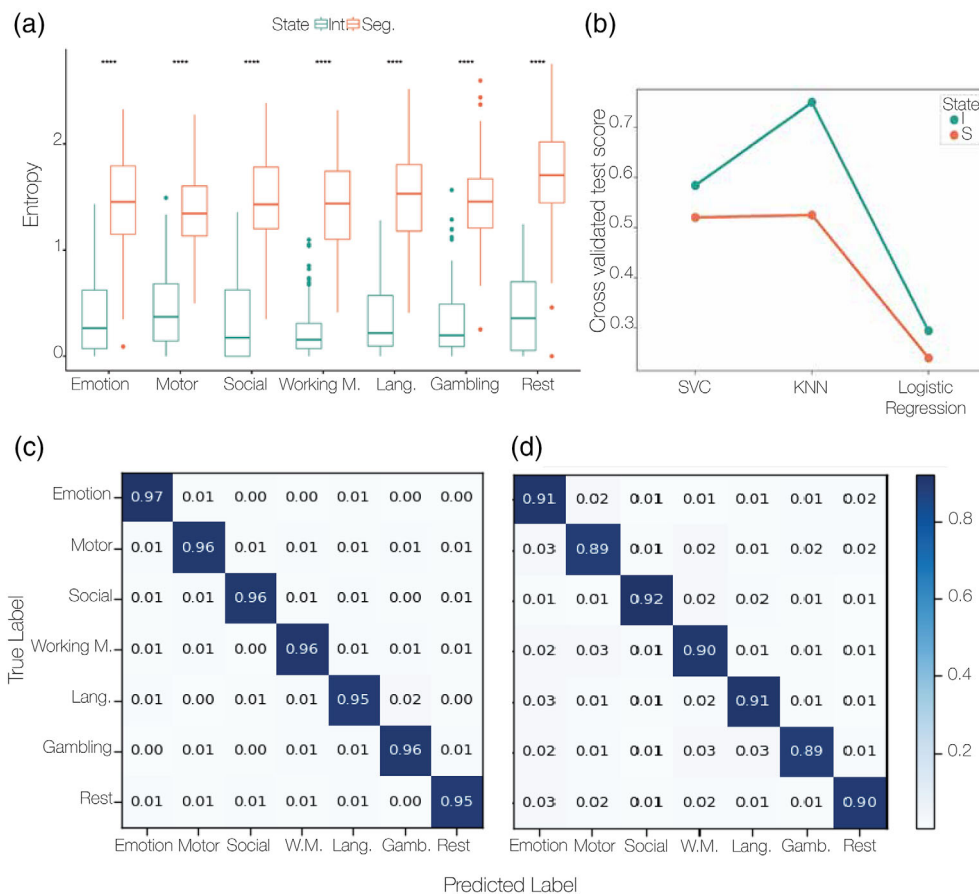 (a)
State Int. Seg.
**** **** **** **** **** **** ****
Entropy
2
1
0
Emotion Motor Social Working M. Lang. Gambling Rest
(b)
State
I
S
Cross validated test score
0.7
0.6
0.5
0.4
0.3
SVC KNN Logistic
Regression
(c)
True Label
Emotion 0.97 0.01 0.00 0.00 0.01 0.00 0.00
Motor 0.01 0.96 0.01 0.01 0.01 0.00 0.01
Social 0.01 0.01 0.96 0.01 0.01 0.00 0.01
Working M. 0.01 0.01 0.00 0.96 0.01 0.01 0.01
Lang. 0.01 0.00 0.01 0.01 0.95 0.02 0.00
Gambling 0.00 0.01 0.00 0.01 0.01 0.96 0.01
Rest 0.01 0.01 0.01 0.01 0.01 0.00 0.95
Emotion Motor Social W.M. Lang. Gamb. Rest
(d)
0.91 0.02 0.01 0.01 0.01 0.01 0.02
0.03 0.89 0.01 0.02 0.01 0.02 0.02
0.01 0.01 0.92 0.02 0.02 0.01 0.01
0.02 0.03 0.01 0.90 0.01 0.01 0.01
0.03 0.01 0.01 0.02 0.91 0.01 0.01
0.02 0.01 0.01 0.03 0.03 0.89 0.01
0.03 0.02 0.01 0.02 0.01 0.01 0.90
Emotion Motor Social W.M. Lang. Gamb. Rest
0.8
0.6
0.4
0.2
Predicted Label